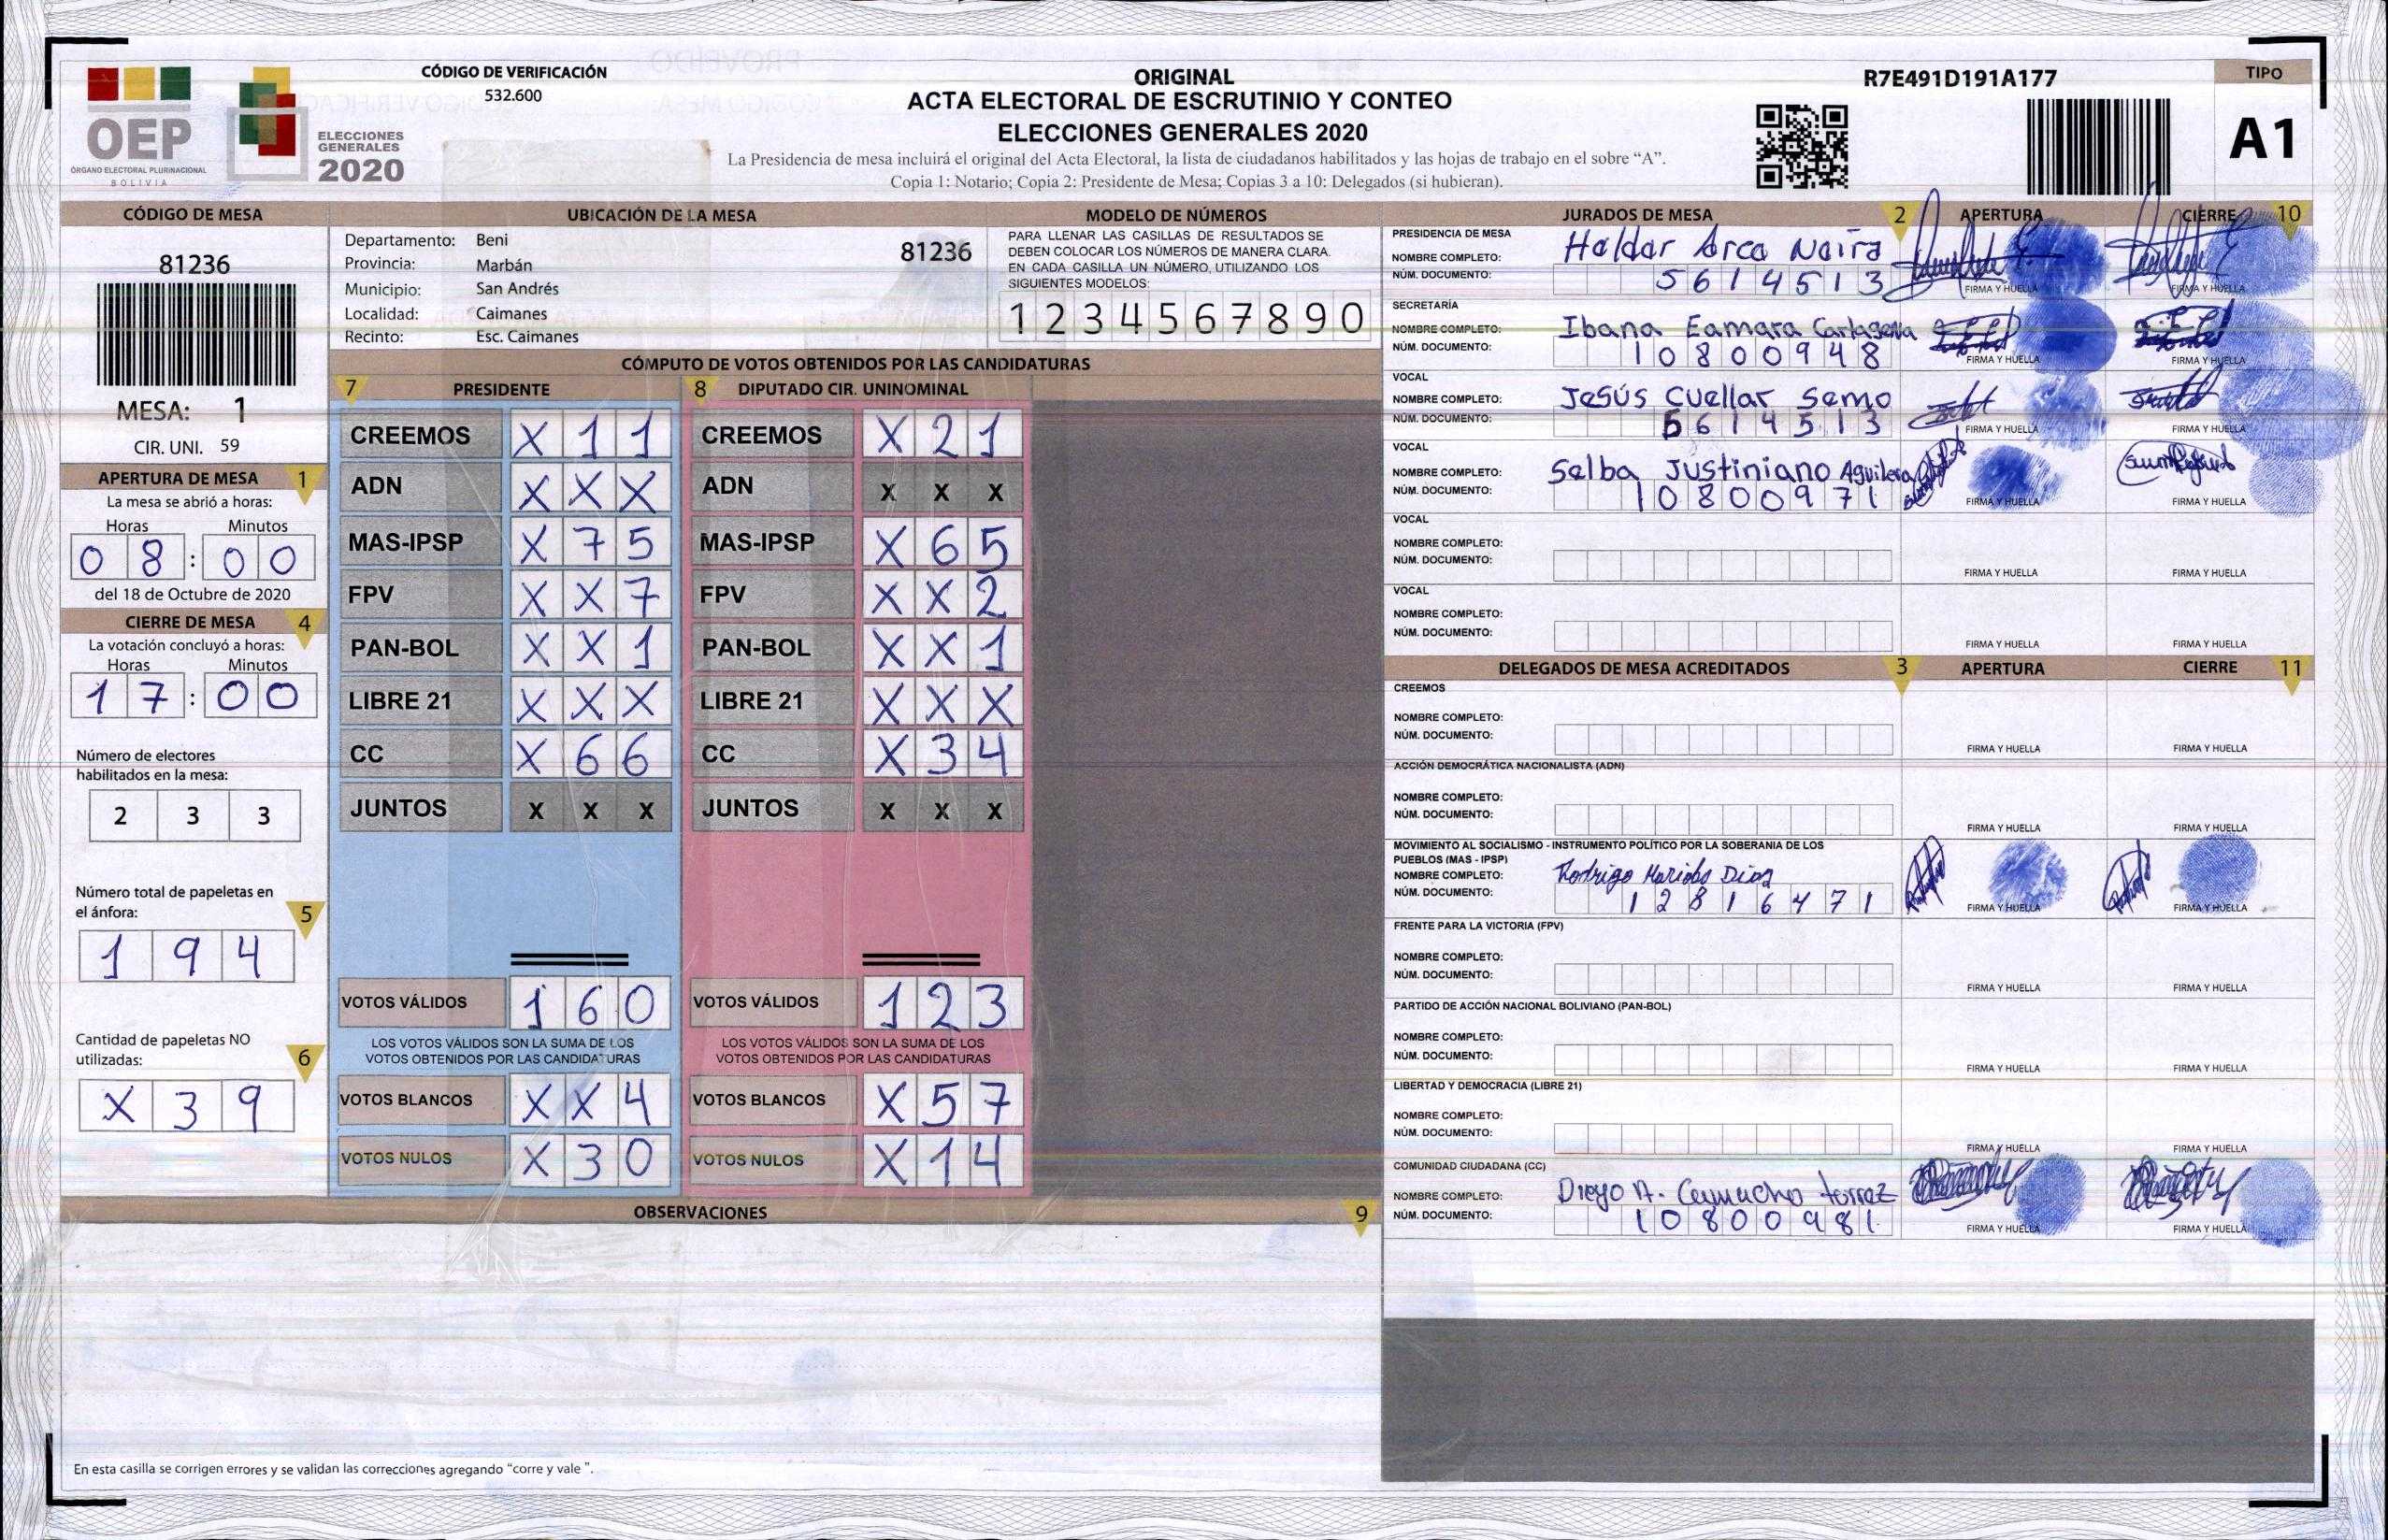 OEP
ÓRGANO ELECTORAL PLURINACIONAL
BOLIVIA
ELECCIONES
GENERALES
2020
CÓDIGO DE VERIFICACIÓN
532.600
ORIGINAL
ACTA ELECTORAL DE ESCRUTINIO Y CONTEO
ELECCIONES GENERALES 2020
La Presidencia de mesa incluirá el original del Acta Electoral, la lista de ciudadanos habilitados y las hojas de trabajo en el sobre “A”.
Copia 1: Notario; Copia 2: Presidente de Mesa; Copias 3 a 10: Delegados (si hubieran).
R7E491D191A177
TIPO
A1
CÓDIGO DE MESA
81236
MESA: 1
CIR. UNI. 59
APERTURA DE MESA 1
La mesa se abrió a horas:
Horas Minutos
0 8 : 0 0
del 18 de Octubre de 2020
CIERRE DE MESA 4
La votación concluyó a horas:
Horas Minutos
1 7 : 0 0
Número de electores
habilitados en la mesa:
2 3 3
Número total de papeletas en
el ánfora: 5
1 9 4
Cantidad de papeletas NO
utilizadas: 6
X 3 9
UBICACIÓN DE LA MESA
Departamento: Beni
81236
Provincia: Marbán
Municipio: San Andrés
Localidad: Caimanes
Recinto: Esc. Caimanes
MODELO DE NÚMEROS
PARA LLENAR LAS CASILLAS DE RESULTADOS SE
DEBEN COLOCAR LOS NÚMEROS DE MANERA CLARA.
EN CADA CASILLA UN NÚMERO, UTILIZANDO LOS
SIGUIENTES MODELOS:
1 2 3 4 5 6 7 8 9 0
CÓMPUTO DE VOTOS OBTENIDOS POR LAS CANDIDATURAS
7 PRESIDENTE
CREEMOS X 1 1
ADN X X X
MAS-IPSP X 7 5
FPV X X 7
PAN-BOL X X 1
LIBRE 21 X X X
CC X 6 6
JUNTOS X X X
VOTOS VÁLIDOS 1 6 0
LOS VOTOS VÁLIDOS SON LA SUMA DE LOS
VOTOS OBTENIDOS POR LAS CANDIDATURAS
VOTOS BLANCOS X X 4
VOTOS NULOS X 3 0
8 DIPUTADO CIR. UNINOMINAL
CREEMOS X 2 1
ADN X X X
MAS-IPSP X 6 5
FPV X X 2
PAN-BOL X X 1
LIBRE 21 X X X
CC X 3 4
JUNTOS X X X
VOTOS VÁLIDOS 1 2 3
LOS VOTOS VÁLIDOS SON LA SUMA DE LOS
VOTOS OBTENIDOS POR LAS CANDIDATURAS
VOTOS BLANCOS X 5 7
VOTOS NULOS X 1 4
OBSERVACIONES 9
En esta casilla se corrigen errores y se validan las correcciones agregando “corre y vale ”.
JURADOS DE MESA 2 APERTURA CIERRE 10
PRESIDENCIA DE MESA
NOMBRE COMPLETO: Haldar Arca Naira
NÚM. DOCUMENTO: 5 6 1 4 5 1 3
FIRMA Y HUELLA FIRMA Y HUELLA
SECRETARÍA
NOMBRE COMPLETO: Ibana Eamara Cartagena
NÚM. DOCUMENTO: 1 0 8 0 0 9 4 8
FIRMA Y HUELLA FIRMA Y HUELLA
VOCAL
NOMBRE COMPLETO: Jesús Cuellar Semo
NÚM. DOCUMENTO: 5 6 1 4 5 1 3
FIRMA Y HUELLA FIRMA Y HUELLA
VOCAL
NOMBRE COMPLETO: Selba Justiniano Aguilera
NÚM. DOCUMENTO: 1 0 8 0 0 9 7 1
FIRMA Y HUELLA FIRMA Y HUELLA
VOCAL
NOMBRE COMPLETO:
NÚM. DOCUMENTO:
FIRMA Y HUELLA FIRMA Y HUELLA
VOCAL
NOMBRE COMPLETO:
NÚM. DOCUMENTO:
FIRMA Y HUELLA FIRMA Y HUELLA
DELEGADOS DE MESA ACREDITADOS 3 APERTURA CIERRE 11
CREEMOS
NOMBRE COMPLETO:
NÚM. DOCUMENTO:
FIRMA Y HUELLA FIRMA Y HUELLA
ACCIÓN DEMOCRÁTICA NACIONALISTA (ADN)
NOMBRE COMPLETO:
NÚM. DOCUMENTO:
FIRMA Y HUELLA FIRMA Y HUELLA
MOVIMIENTO AL SOCIALISMO - INSTRUMENTO POLÍTICO POR LA SOBERANIA DE LOS
PUEBLOS (MAS - IPSP)
NOMBRE COMPLETO: Rodrigo Díaz
NÚM. DOCUMENTO: 1 2 8 1 6 4 7 1
FIRMA Y HUELLA FIRMA Y HUELLA
FRENTE PARA LA VICTORIA (FPV)
NOMBRE COMPLETO:
NÚM. DOCUMENTO:
FIRMA Y HUELLA FIRMA Y HUELLA
PARTIDO DE ACCIÓN NACIONAL BOLIVIANO (PAN-BOL)
NOMBRE COMPLETO:
NÚM. DOCUMENTO:
FIRMA Y HUELLA FIRMA Y HUELLA
LIBERTAD Y DEMOCRACIA (LIBRE 21)
NOMBRE COMPLETO:
NÚM. DOCUMENTO:
FIRMA Y HUELLA FIRMA Y HUELLA
COMUNIDAD CIUDADANA (CC)
NOMBRE COMPLETO: Diego A. Camacho torrez
NÚM. DOCUMENTO: 1 0 8 0 0 9 8 1
FIRMA Y HUELLA FIRMA Y HUELLA